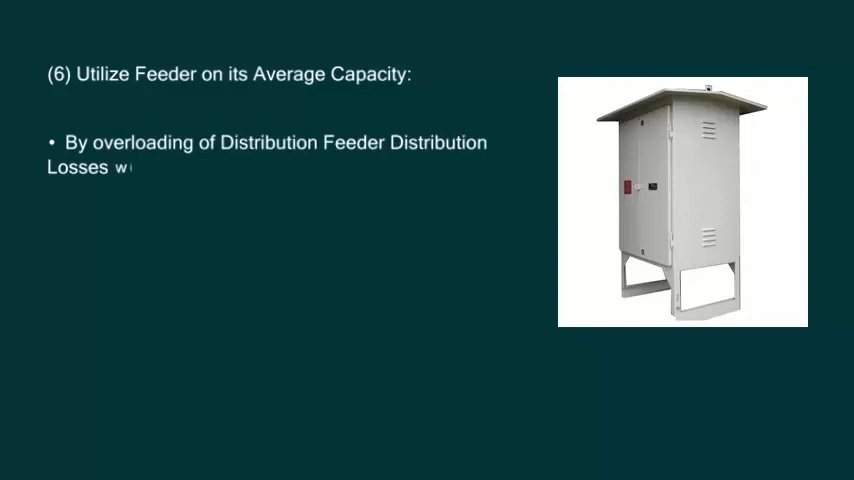 (6) Utilize Feeder on its Average Capacity:
• By overloading of Distribution Feeder Distribution
Losses